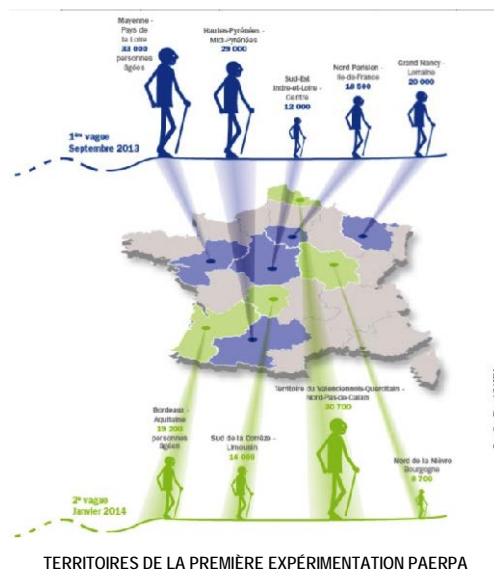 Mayenne -
Pays de
la Loire
33 000
personnes
âgées
Hautes-Pyrénées -
Midi-Pyrénées
29 000
Sud-Est
Indre-et-Loire -
Centre
12 000
Nord Parisien -
Ile-de-France
18 500
Grand Nancy -
Lorraine
20 000
1ère vague
Septembre 2013
Bordeaux -
Aquitaine
19 200
personnes
âgées
Sud de la Corrèze -
Limousin
14 000
Territoire du Valenciennois-Quercitain -
Nord-Pas-de-Calais
30 700
Nord de la Nièvre
Bourgogne
8 700
2e vague
Janvier 2014
TERRITOIRES DE LA PREMIÈRE EXPÉRIMENTATION PAERPA